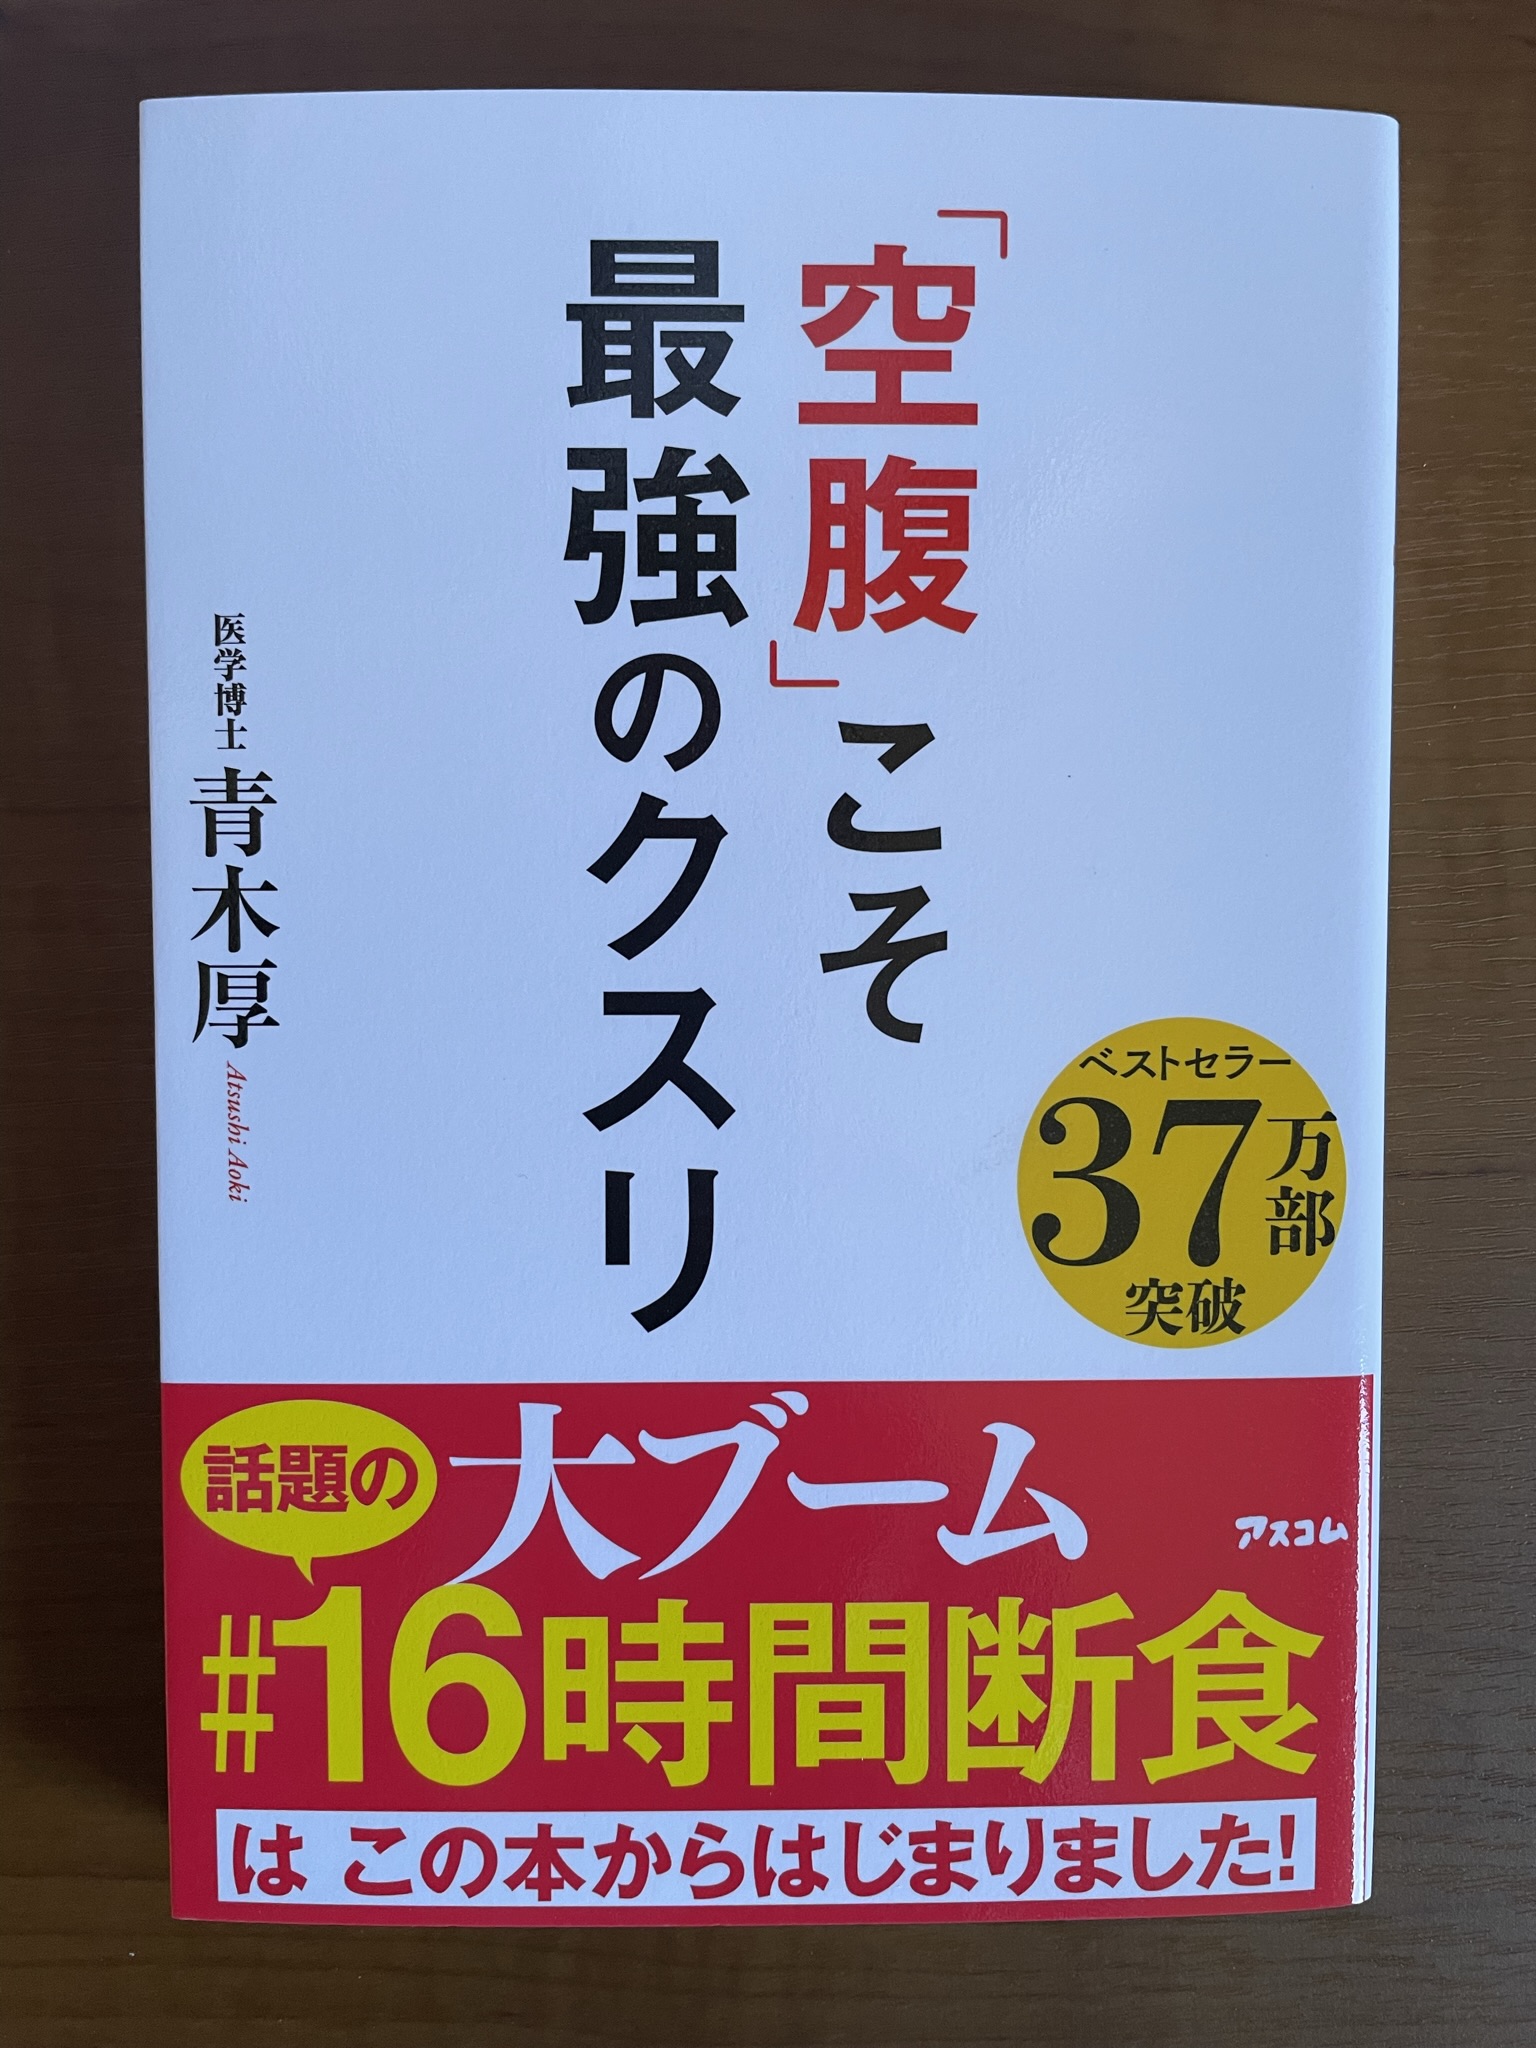 「空腹」こそ
最強のクスリ
医学博士 青木厚 Atsushi Aoki
ベストセラー
37万部
突破
話題の
大ブーム
アスコム
#16時間断食
は この本からはじまりました!